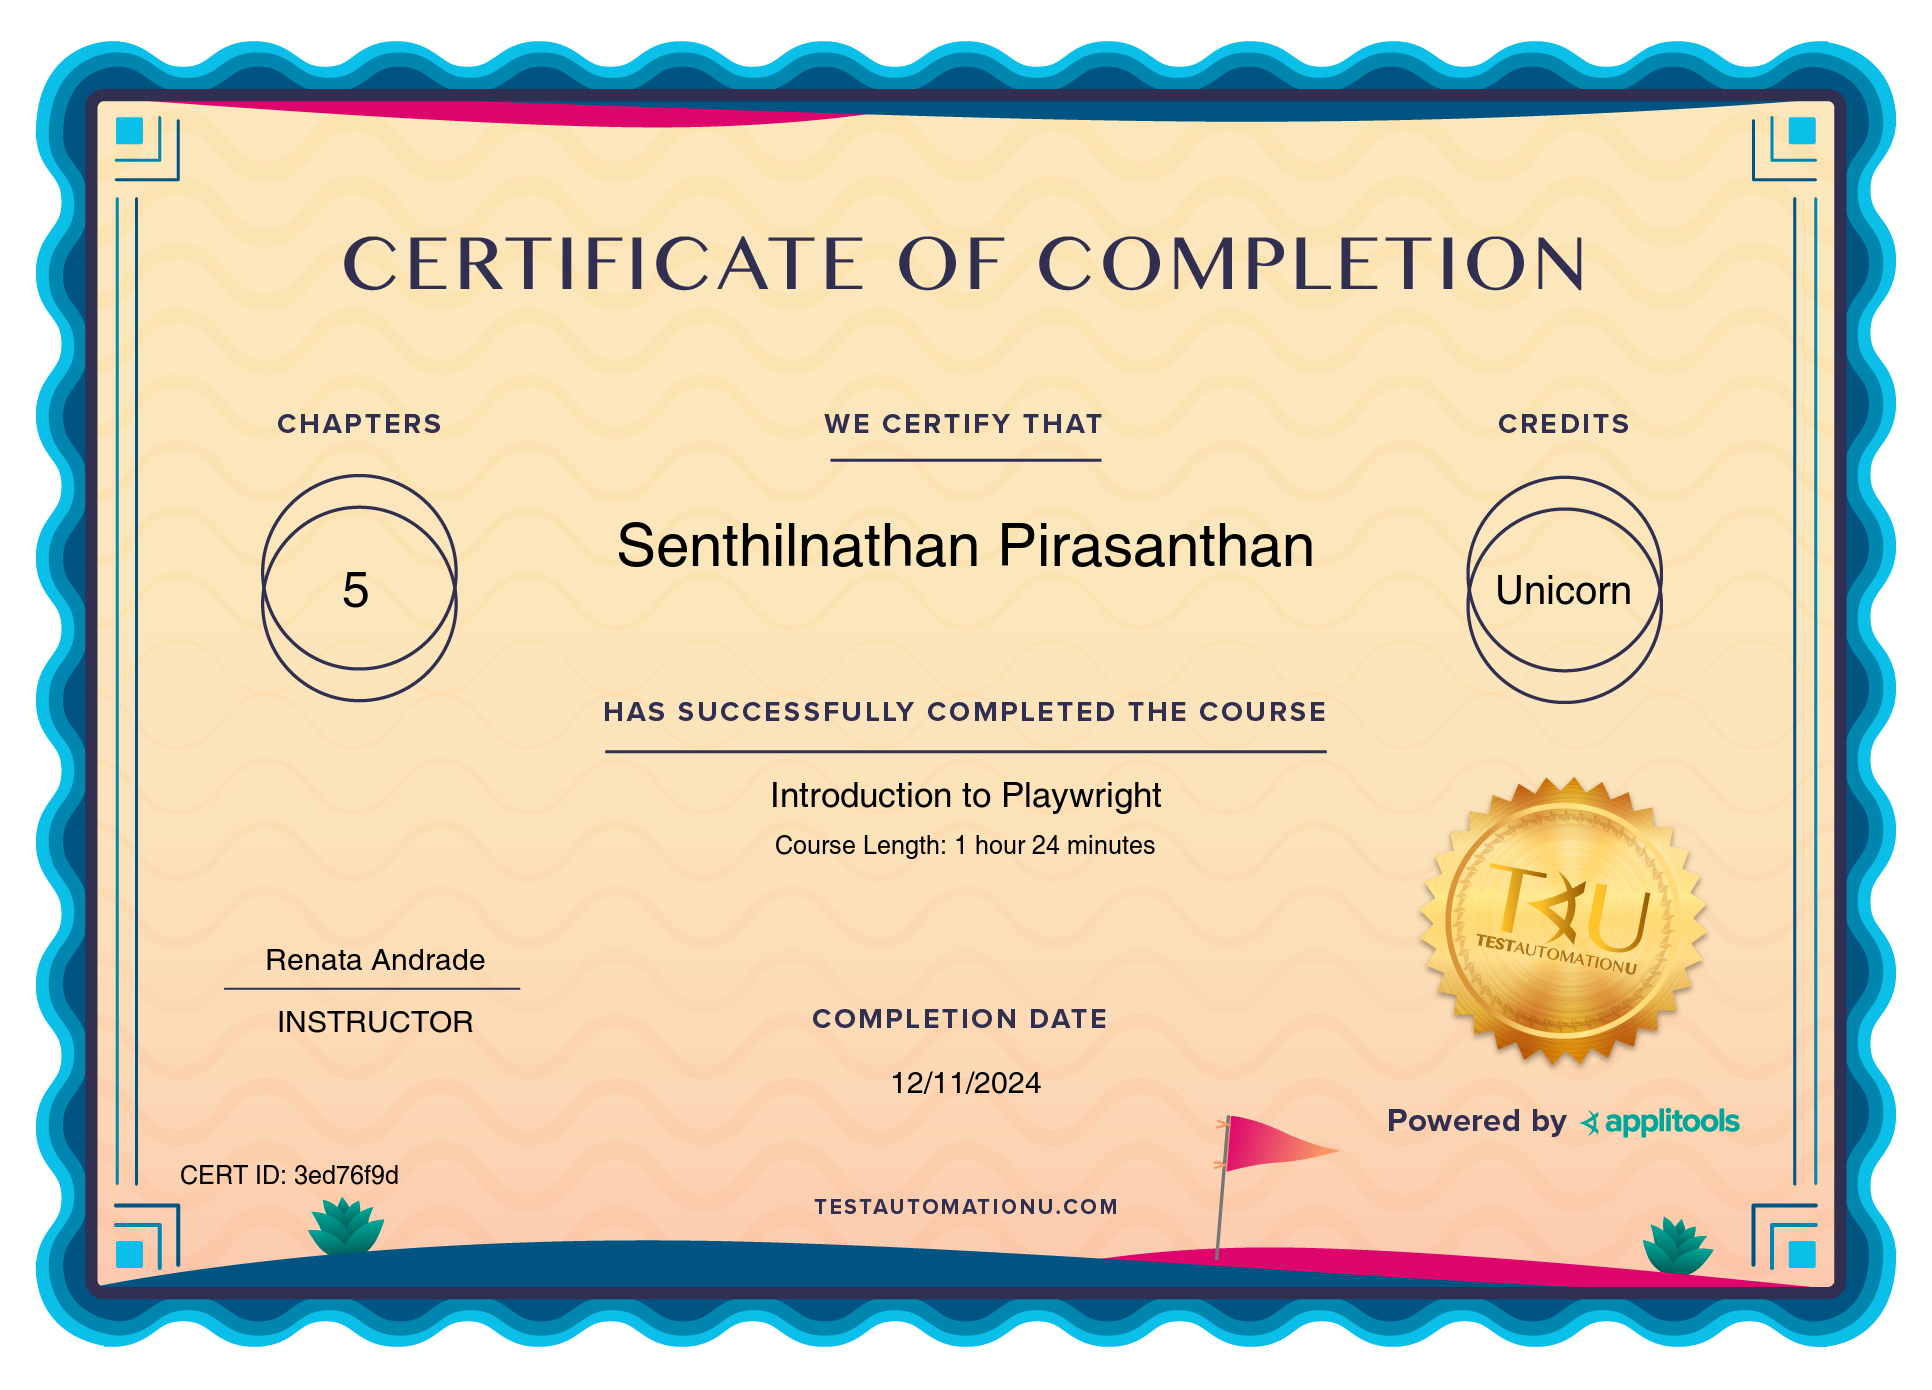 CERTIFICATE OF COMPLETION
CHAPTERS
5
WE CERTIFY THAT
Senthilnathan Pirasanthan
CREDITS
Unicorn
HAS SUCCESSFULLY COMPLETED THE COURSE
Introduction to Playwright
Course Length: 1 hour 24 minutes
TAU
TESTAUTOMATIONU
Renata Andrade
INSTRUCTOR
COMPLETION DATE
12/11/2024
Powered by applitools
CERT ID: 3ed76f9d
TESTAUTOMATIONU.COM